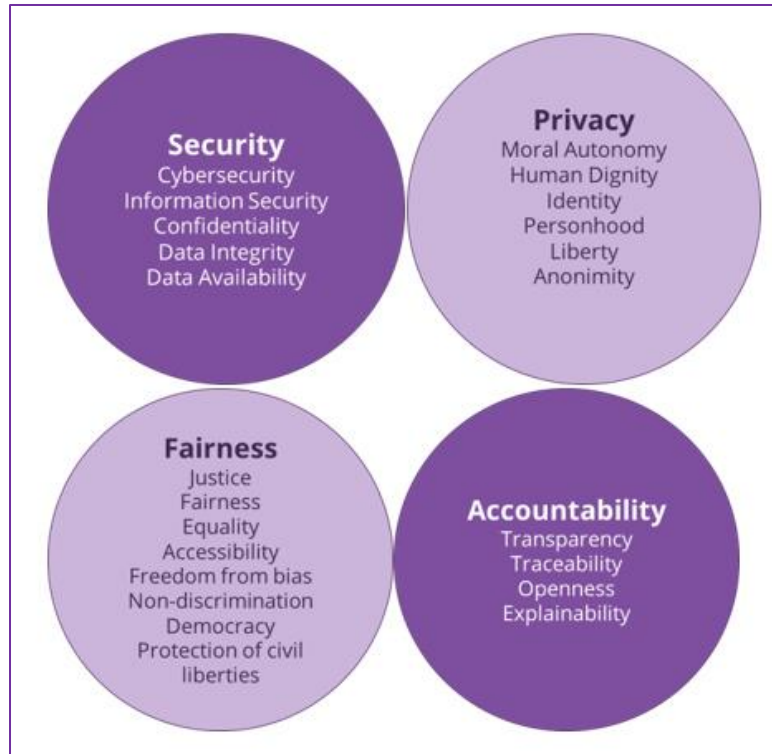 Security
Cybersecurity
Information Security
Confidentiality
Data Integrity
Data Availability
Privacy
Moral Autonomy
Human Dignity
Identity
Personhood
Liberty
Anonimity
Fairness
Justice
Fairness
Equality
Accessibility
Freedom from bias
Non-discrimination
Democracy
Protection of civil
liberties
Accountability
Transparency
Traceability
Openness
Explainability